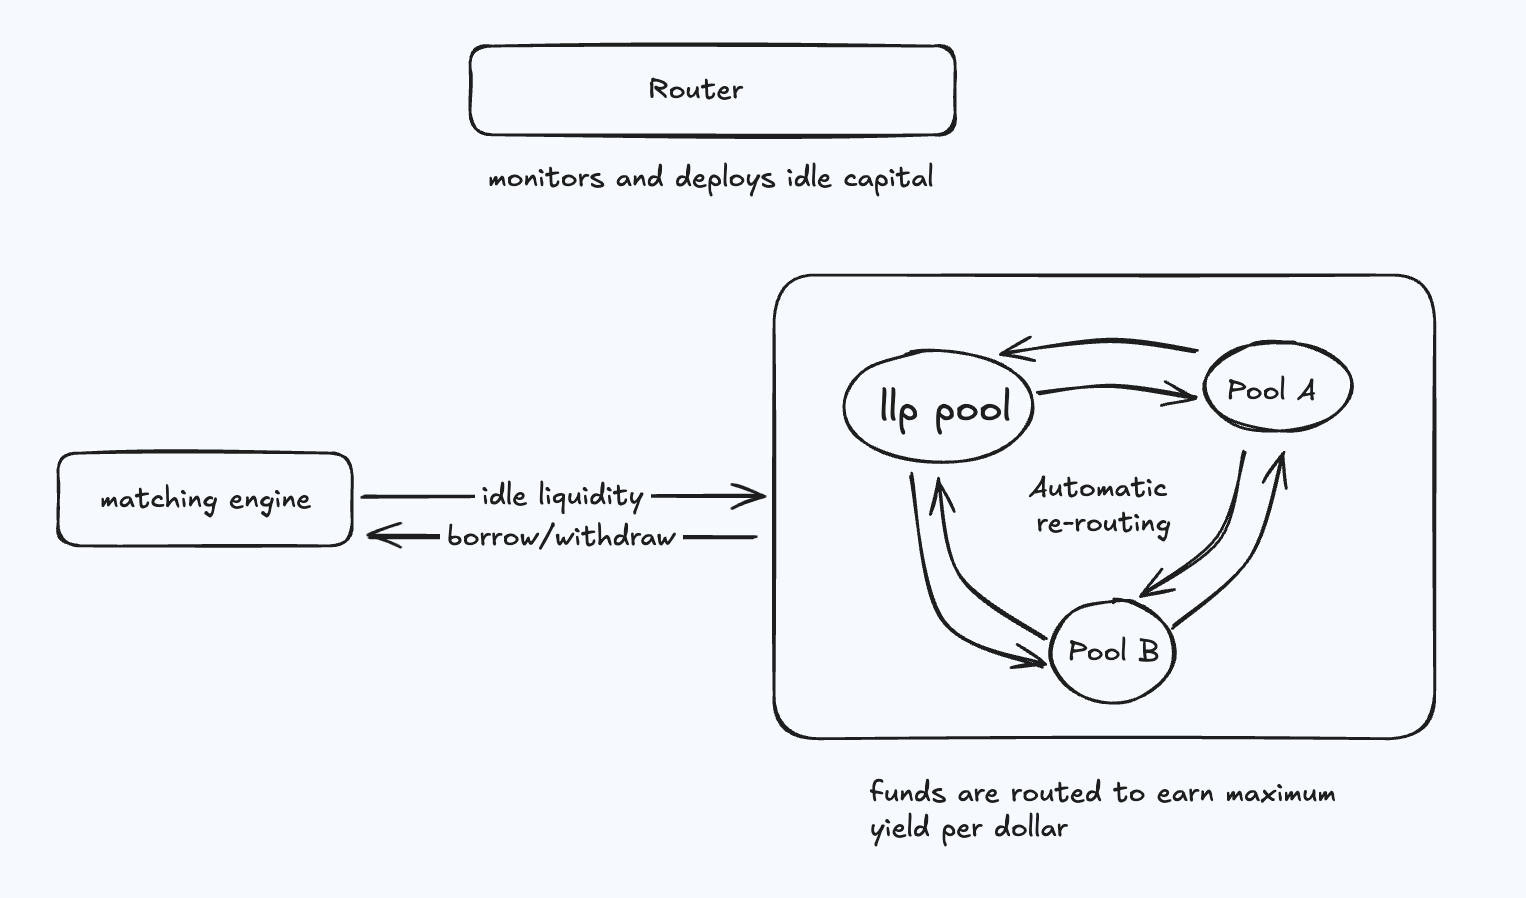 Router
monitors and deploys idle capital
llp pool
Pool A
matching engine
idle liquidity
borrow/withdraw
Automatic
re-routing
Pool B
funds are routed to earn maximum
yield per dollar